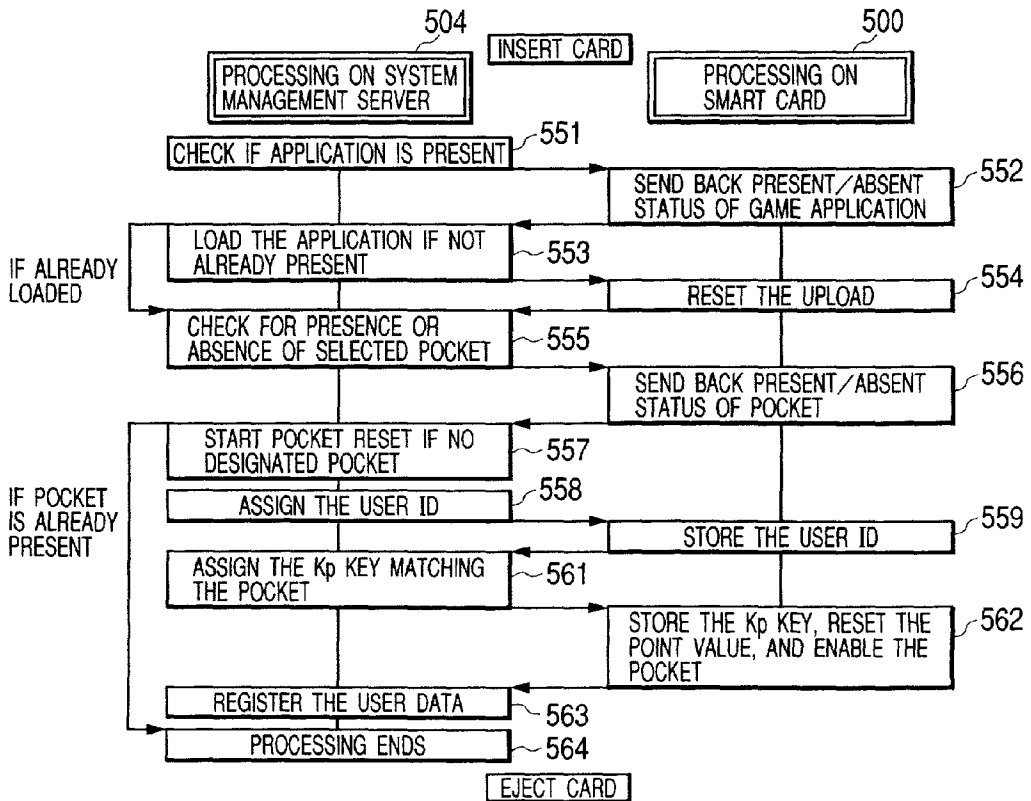 504
INSERT CARD
500
PROCESSING ON SYSTEM
MANAGEMENT SERVER
PROCESSING ON
SMART CARD
551
CHECK IF APPLICATION IS PRESENT
552
SEND BACK PRESENT/ABSENT
STATUS OF GAME APPLICATION
LOAD THE APPLICATION IF NOT
ALREADY PRESENT
553
IF ALREADY
LOADED
554
RESET THE UPLOAD
CHECK FOR PRESENCE OR
ABSENCE OF SELECTED POCKET
555
556
SEND BACK PRESENT/ABSENT
STATUS OF POCKET
START POCKET RESET IF NO
DESIGNATED POCKET
557
IF POCKET
IS ALREADY
PRESENT
558
ASSIGN THE USER ID
559
STORE THE USER ID
ASSIGN THE Kp KEY MATCHING
THE POCKET
561
562
STORE THE Kp KEY, RESET THE
POINT VALUE, AND ENABLE THE
POCKET
REGISTER THE USER DATA
563
PROCESSING ENDS
564
EJECT CARD